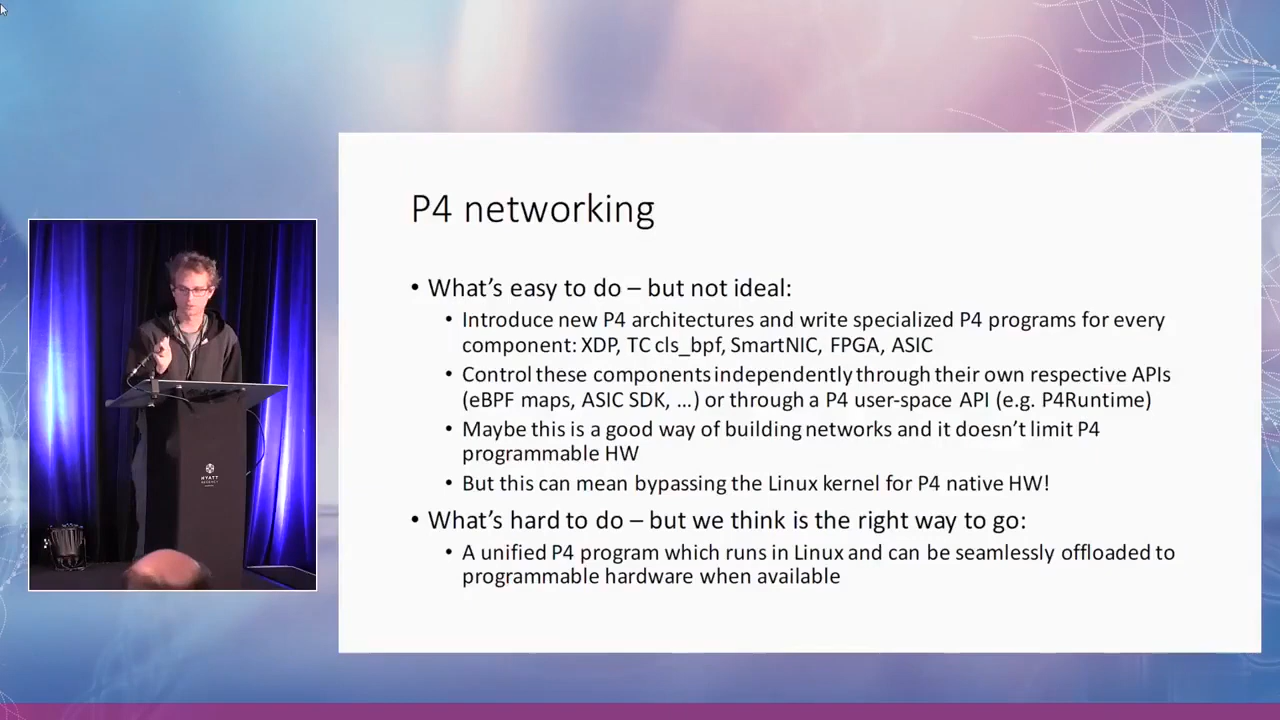 P4 networking
• What's easy to do – but not ideal:
• Introduce new P4 architectures and write specialized P4 programs for every
component: XDP, TC cls_bpf, SmartNIC, FPGA, ASIC
• Control these components independently through their own respective APIs
(eBPF maps, ASIC SDK, …) or through a P4 user-space API (e.g. P4Runtime)
• Maybe this is a good way of building networks and it doesn't limit P4
programmable HW
• But this can mean bypassing the Linux kernel for P4 native HW!
• What's hard to do – but we think is the right way to go:
• A unified P4 program which runs in Linux and can be seamlessly offloaded to
programmable hardware when available
HYATT
REGENCY